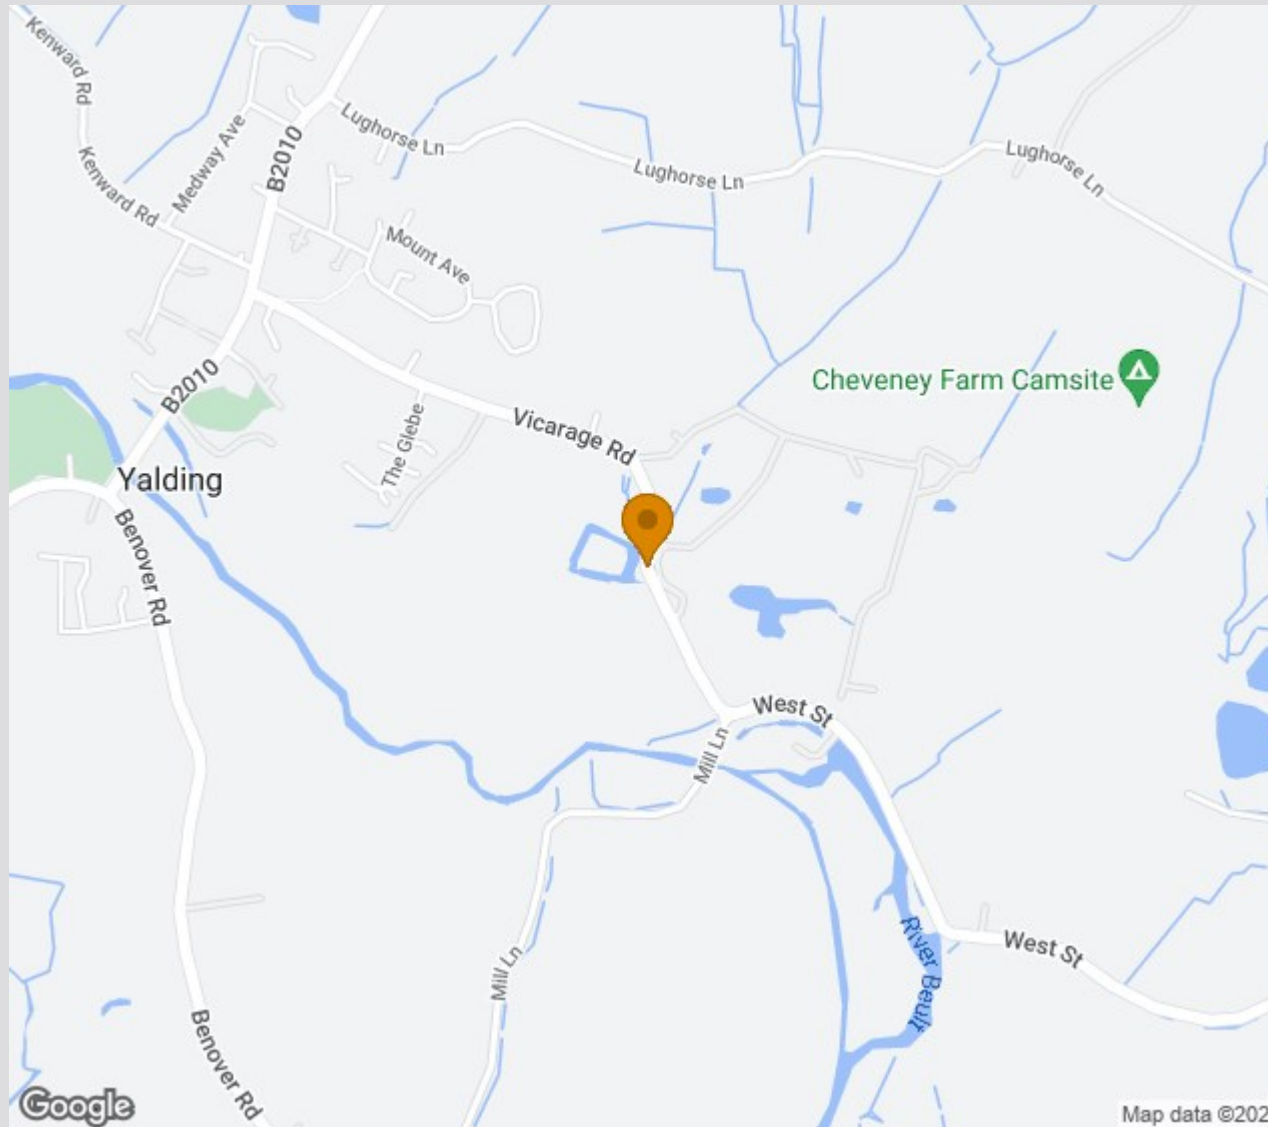 Kenward Rd
Lughorse Ln
Medway Ave
B2010
Lughorse Ln
Lughorse Ln
Kenward Rd
Mount Ave
Cheveney Farm Camsite
B2010
Vicarage Rd
The Glebe
Yalding
Benover Rd
West St
Mill Ln
River Beult
West St
Mill Ln
Benover Rd
Google
Map data ©202